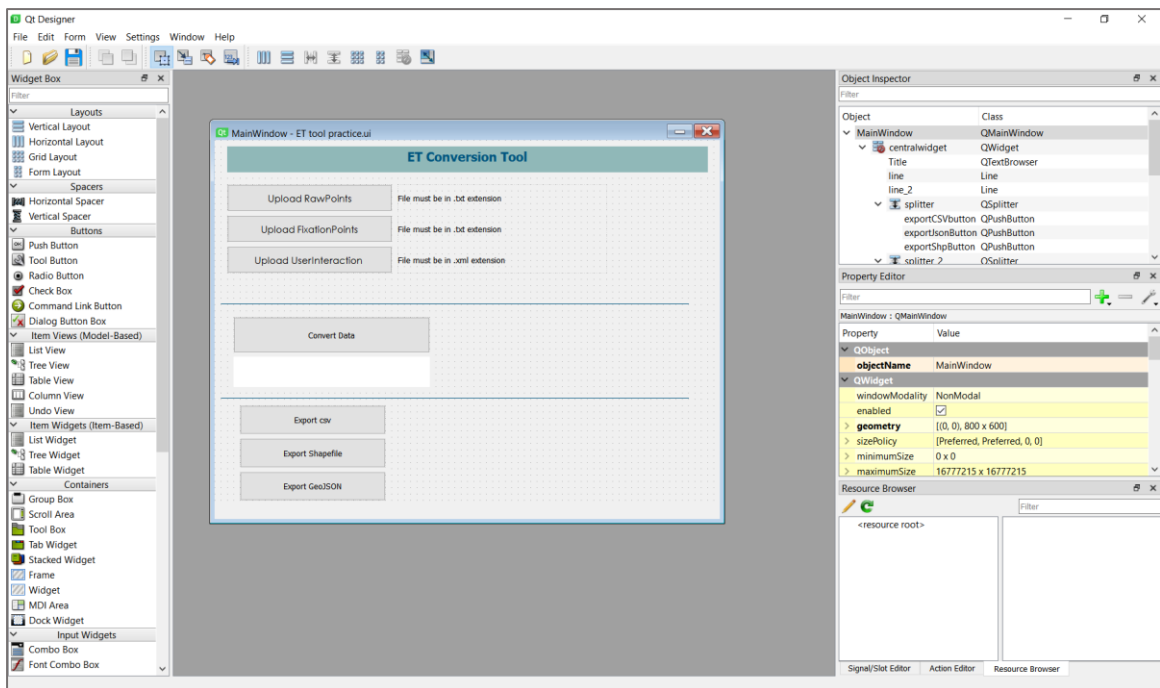 Qt Designer
File Edit Form View Settings Window Help
Widget Box
Filter
Layouts
Vertical Layout
Horizontal Layout
Grid Layout
Form Layout
Spacers
Horizontal Spacer
Vertical Spacer
Buttons
Push Button
Tool Button
Radio Button
Check Box
Command Link Button
Dialog Button Box
Item Views (Model-Based)
List View
Tree View
Table View
Column View
Undo View
Item Widgets (Item-Based)
List Widget
Tree Widget
Table Widget
Containers
Group Box
Scroll Area
Tool Box
Tab Widget
Stacked Widget
Frame
Widget
MDI Area
Dock Widget
Input Widgets
Combo Box
Font Combo Box
MainWindow - ET tool practice.ui
ET Conversion Tool
Upload RawPoints File must be in .txt extension
Upload FixationPoints File must be in .txt extension
Upload UserInteraction File must be in .xml extension
Convert Data
Export csv
Export Shapefile
Export GeoJSON
Object Inspector
Filter
Object Class
MainWindow QMainWindow
centralwidget QWidget
Title QTextBrowser
line Line
line_2 Line
splitter QSplitter
exportCSVbutton QPushButton
exportJsonButton QPushButton
exportShpButton QPushButton
splitter 2 QSplitter
Property Editor
Filter
MainWindow : QMainWindow
Property Value
QObject
objectName MainWindow
QWidget
windowModality NonModal
enabled
geometry [(0, 0), 800 x 600]
sizePolicy [Preferred, Preferred, 0, 0]
minimumSize 0 x 0
maximumSize 16777215 x 16777215
Resource Browser
Filter
<resource root>
Signal/Slot Editor Action Editor Resource Browser